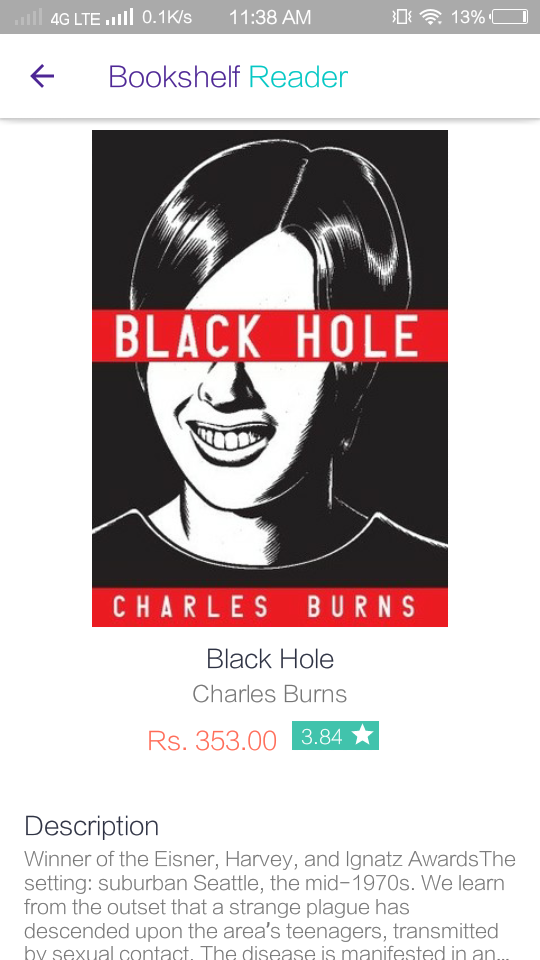 4G LTE 0.1K/s 11:38 AM 13%
Bookshelf Reader
BLACK HOLE
CHARLES BURNS
Black Hole
Charles Burns
Rs. 353.00 3.84
Description
Winner of the Eisner, Harvey, and Ignatz AwardsThe
setting: suburban Seattle, the mid-1970s. We learn
from the outset that a strange plague has
descended upon the area's teenagers, transmitted
by sexual contact. The disease is manifested in an...